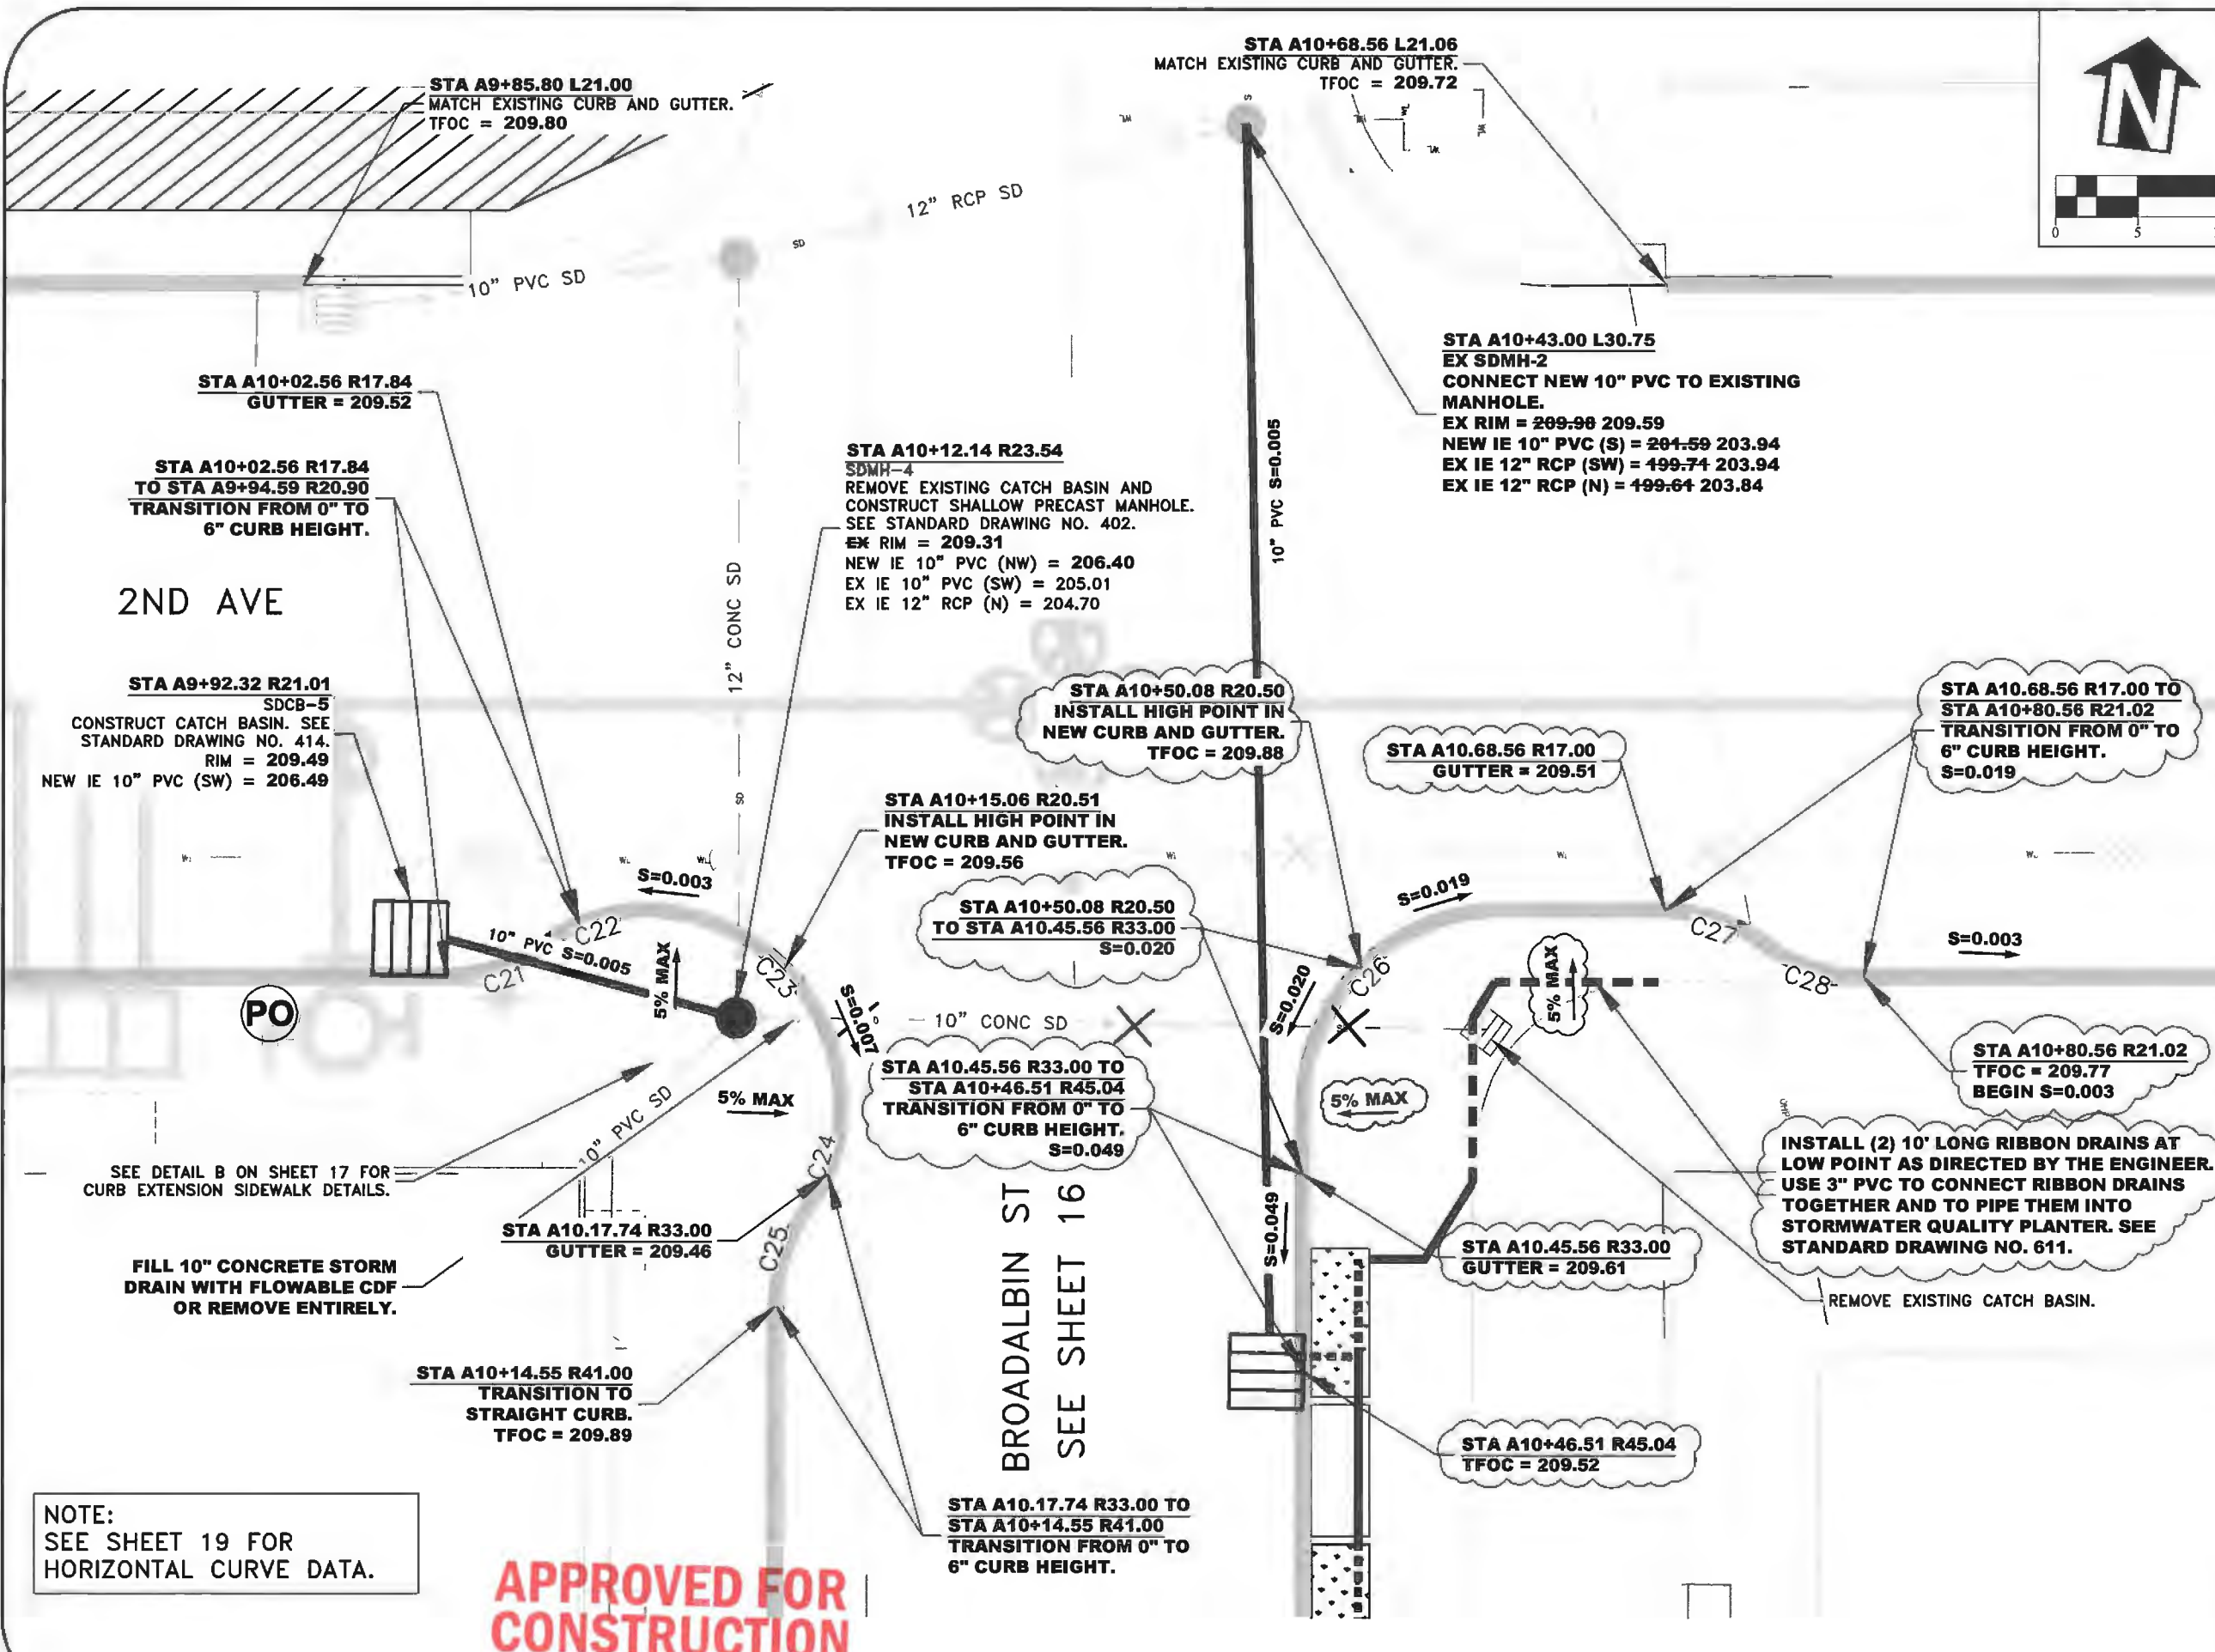 STA A9+85.80 L21.00
MATCH EXISTING CURB AND GUTTER.
TFOC = 209.80
STA A10+68.56 L21.06
MATCH EXISTING CURB AND GUTTER.
TFOC = 209.72
N
0 5
12" RCP SD
SD
10" PVC SD
S
WL
WL
STA A10+02.56 R17.84
GUTTER = 209.52
STA A10+02.56 R17.84
TO STA A9+94.59 R20.90
TRANSITION FROM 0" TO
6" CURB HEIGHT.
2ND AVE
STA A10+12.14 R23.54
SDMH-4
REMOVE EXISTING CATCH BASIN AND
CONSTRUCT SHALLOW PRECAST MANHOLE.
SEE STANDARD DRAWING NO. 402.
EX RIM = 209.31
NEW IE 10" PVC (NW) = 206.40
EX IE 10" PVC (SW) = 205.01
EX IE 12" RCP (N) = 204.70
12" CONC SD
SD
10" PVC S=0.005
STA A10+43.00 L30.75
EX SDMH-2
CONNECT NEW 10" PVC TO EXISTING
MANHOLE.
EX RIM = 209.98 209.59
NEW IE 10" PVC (S) = 201.59 203.94
EX IE 12" RCP (SW) = 199.71 203.94
EX IE 12" RCP (N) = 199.61 203.84
STA A9+92.32 R21.01
SDCB-5
CONSTRUCT CATCH BASIN. SEE
STANDARD DRAWING NO. 414.
RIM = 209.49
NEW IE 10" PVC (SW) = 206.49
STA A10+50.08 R20.50
INSTALL HIGH POINT IN
NEW CURB AND GUTTER.
TFOC = 209.88
STA A10.68.56 R17.00
GUTTER = 209.51
STA A10.68.56 R17.00 TO
STA A10+80.56 R21.02
TRANSITION FROM 0" TO
6" CURB HEIGHT.
S=0.019
STA A10+15.06 R20.51
INSTALL HIGH POINT IN
NEW CURB AND GUTTER.
TFOC = 209.56
WL
WL
S=0.003
STA A10+50.08 R20.50
TO STA A10.45.56 R33.00
S=0.020
S=0.019
C22
C21
10" PVC S=0.005
5% MAX
C23
S=0.007
C26
S=0.020
C27
C28
S=0.003
5% MAX
PO
10" CONC SD
STA A10.45.56 R33.00 TO
STA A10+46.51 R45.04
TRANSITION FROM 0" TO
6" CURB HEIGHT.
S=0.049
5% MAX
5% MAX
STA A10+80.56 R21.02
TFOC = 209.77
BEGIN S=0.003
10" PVC SD
SEE DETAIL B ON SHEET 17 FOR
CURB EXTENSION SIDEWALK DETAILS.
C24
C25
STA A10.17.74 R33.00
GUTTER = 209.46
INSTALL (2) 10' LONG RIBBON DRAINS AT
LOW POINT AS DIRECTED BY THE ENGINEER.
USE 3" PVC TO CONNECT RIBBON DRAINS
TOGETHER AND TO PIPE THEM INTO
STORMWATER QUALITY PLANTER. SEE
STANDARD DRAWING NO. 611.
FILL 10" CONCRETE STORM
DRAIN WITH FLOWABLE CDF
OR REMOVE ENTIRELY.
BROADALBIN ST
SEE SHEET 16
S=0.049
STA A10.45.56 R33.00
GUTTER = 209.61
REMOVE EXISTING CATCH BASIN.
STA A10+14.55 R41.00
TRANSITION TO
STRAIGHT CURB.
TFOC = 209.89
STA A10+46.51 R45.04
TFOC = 209.52
STA A10.17.74 R33.00 TO
STA A10+14.55 R41.00
TRANSITION FROM 0" TO
6" CURB HEIGHT.
NOTE:
SEE SHEET 19 FOR
HORIZONTAL CURVE DATA.
APPROVED FOR
CONSTRUCTION